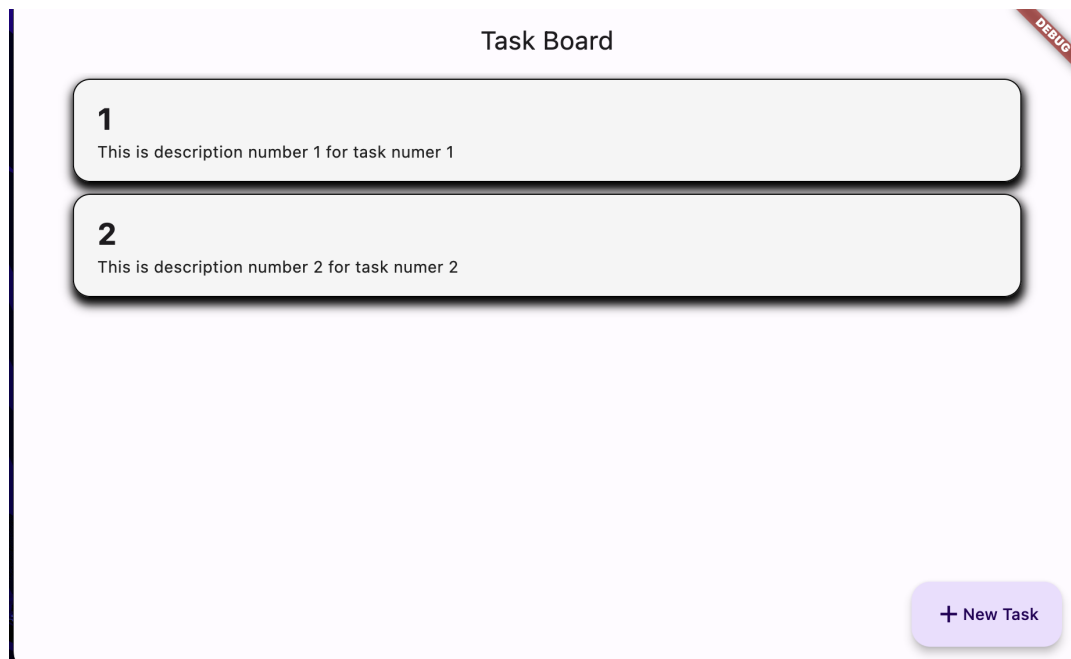 Task Board
DEBUG
1
This is description number 1 for task numer 1
2
This is description number 2 for task numer 2
+ New Task